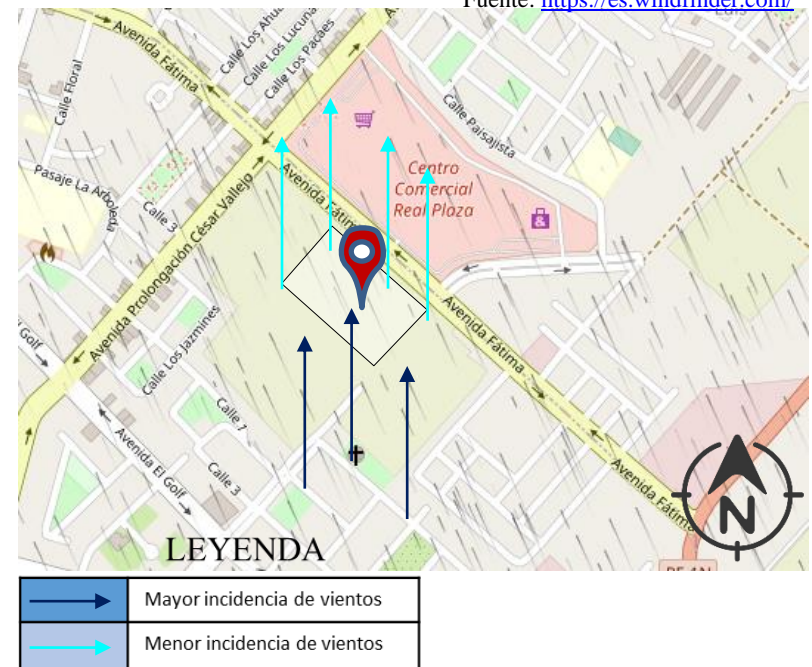 Fuente: https://es.windfinder.com/
Luis
Avenida Fátima
Calle Los Ahue
Calle Los Lucuma
Calle Los Pacaes
Calle Floral
Calle Paisajista
Pasaje La Arboleda
Calle 3
Avenida Fátima
Centro
Comercial
Real Plaza
Avenida Prolongación César Vallejo
Golf
Calle Los Jazmines
Avenida Fátima
Calle 1
Avenida El Golf
Calle 3
Avenida Fátima
N
LEYENDA
PE-1N
Mayor incidencia de vientos
Menor incidencia de vientos